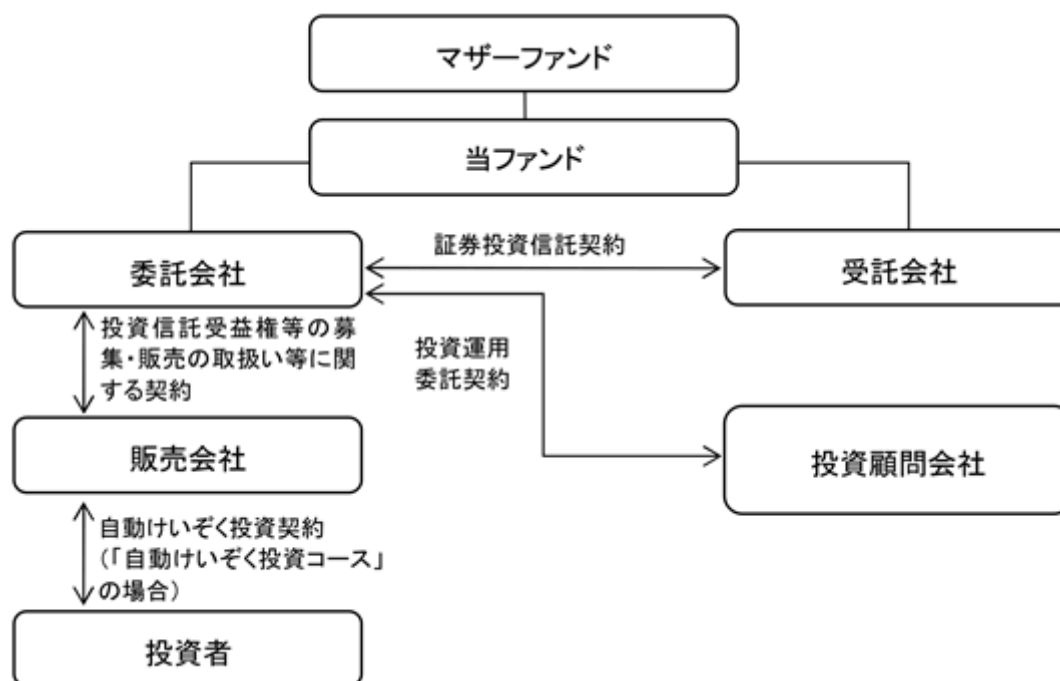 マザーファンド
当ファンド
証券投資信託契約
委託会社
受託会社
投資信託受益権等の募
集・販売の取扱い等に関
する契約
投資運用
委託契約
販売会社
投資顧問会社
自動けいぞく投資契約
(「自動けいぞく投資コース」
の場合)
投資者